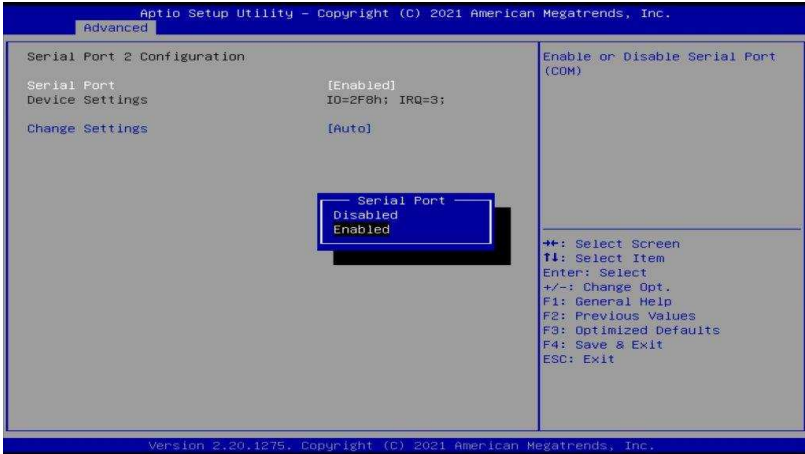 Aptio Setup Utility – Copyright (C) 2021 American Megatrends, Inc.
Advanced
Serial Port 2 Configuration
Serial Port [Enabled]
Device Settings IO=2F8h; IRQ=3;
Change Settings [Auto]
Serial Port
Disabled
Enabled
Enable or Disable Serial Port
(COM)
→←: Select Screen
↑↓: Select Item
Enter: Select
+/-: Change Opt.
F1: General Help
F2: Previous Values
F3: Optimized Defaults
F4: Save & Exit
ESC: Exit
Version 2.20.1275. Copyright (C) 2021 American Megatrends, Inc.